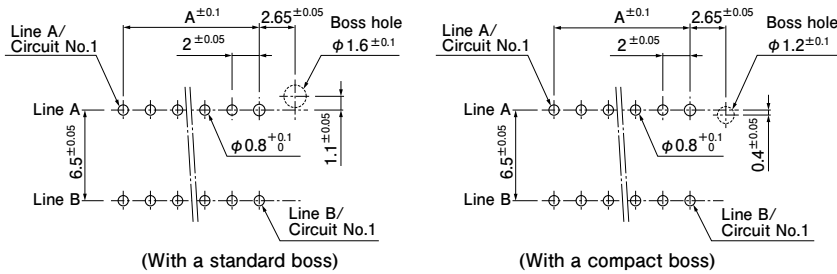 A±0.1
2.65±0.05
Line A/
Circuit No.1
2±0.05
Boss hole
φ1.6±0.1
Line A
6.5±0.05
φ0.8+0.1 0
1.1±0.05
Line B
Line B/
Circuit No.1
(With a standard boss)
A±0.1
2.65±0.05
Line A/
Circuit No.1
2±0.05
Boss hole
φ1.2±0.1
Line A
6.5±0.05
φ0.8+0.1 0
0.4±0.05
Line B
Line B/
Circuit No.1
(With a compact boss)